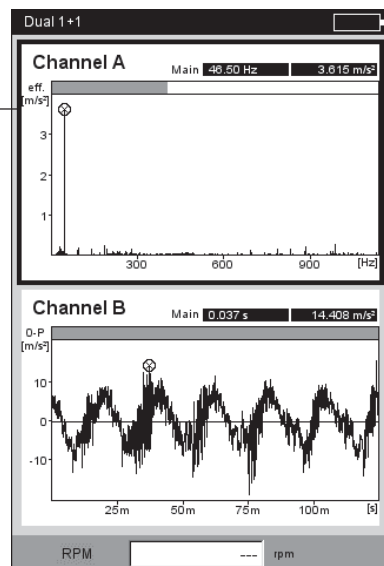 Dual 1+1
Channel A
Main 46.50 Hz 3.615 m/s²
eff.
[m/s²]
3
2
1
300 600 900 [Hz]
Channel B
Main 0.037 s 14.408 m/s²
0-P
[m/s²]
10
0
-10
25m 50m 75m 100m [s]
RPM --- rpm